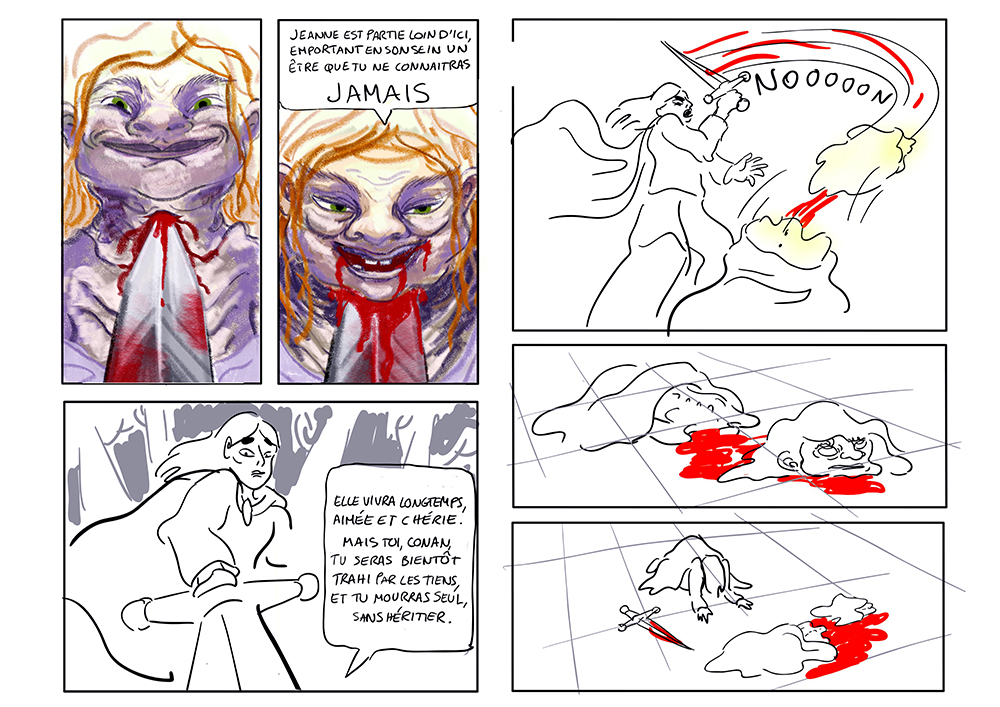 JEANNE EST PARTIE LOIN D'ICI,
EMPORTANT EN SON SEIN UN
ÊTRE QUE TU NE CONNAITRAS
JAMAIS
ELLE VIVRA LONGTEMPS,
AIMÉE ET CHÉRIE.
MAIS TOI, CONAN,
TU SERAS BIENTÔT
TRAHI PAR LES TIENS,
ET TU MOURRAS SEUL,
SANS HÉRITIER.
NOOOOON